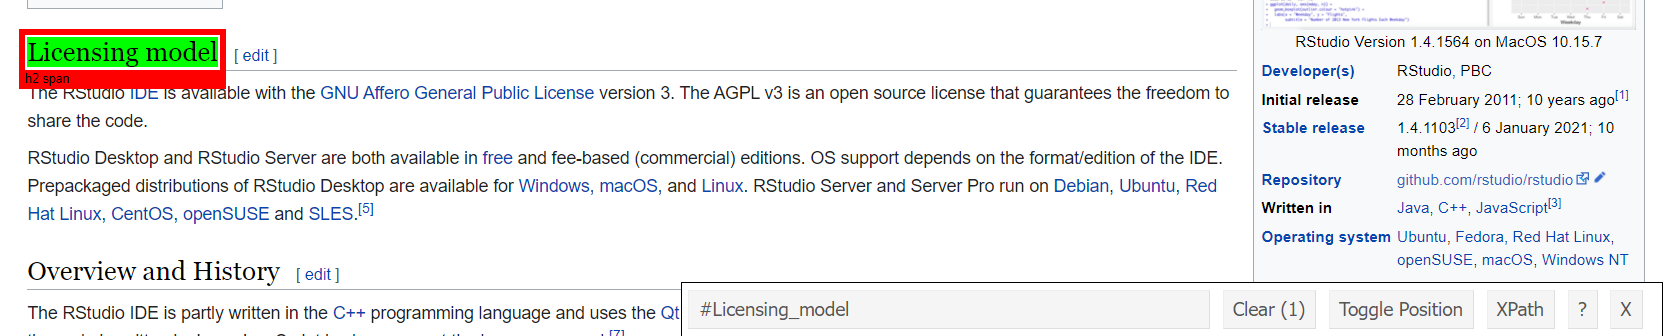 Licensing model [ edit ]
h2 span
The RStudio IDE is available with the GNU Affero General Public License version 3. The AGPL v3 is an open source license that guarantees the freedom to
share the code.
RStudio Desktop and RStudio Server are both available in free and fee-based (commercial) editions. OS support depends on the format/edition of the IDE.
Prepackaged distributions of RStudio Desktop are available for Windows, macOS, and Linux. RStudio Server and Server Pro run on Debian, Ubuntu, Red
Hat Linux, CentOS, openSUSE and SLES.[5]
Overview and History [ edit ]
The RStudio IDE is partly written in the C++ programming language and uses the Qt
[7]
RStudio Version 1.4.1564 on MacOS 10.15.7
Developer(s) RStudio, PBC
Initial release 28 February 2011; 10 years ago[1]
Stable release 1.4.1103[2] / 6 January 2021; 10
months ago
Repository github.com/rstudio/rstudio
Written in Java, C++, JavaScript[3]
Operating system Ubuntu, Fedora, Red Hat Linux,
openSUSE, macOS, Windows NT
#Licensing_model Clear (1) Toggle Position XPath ? X